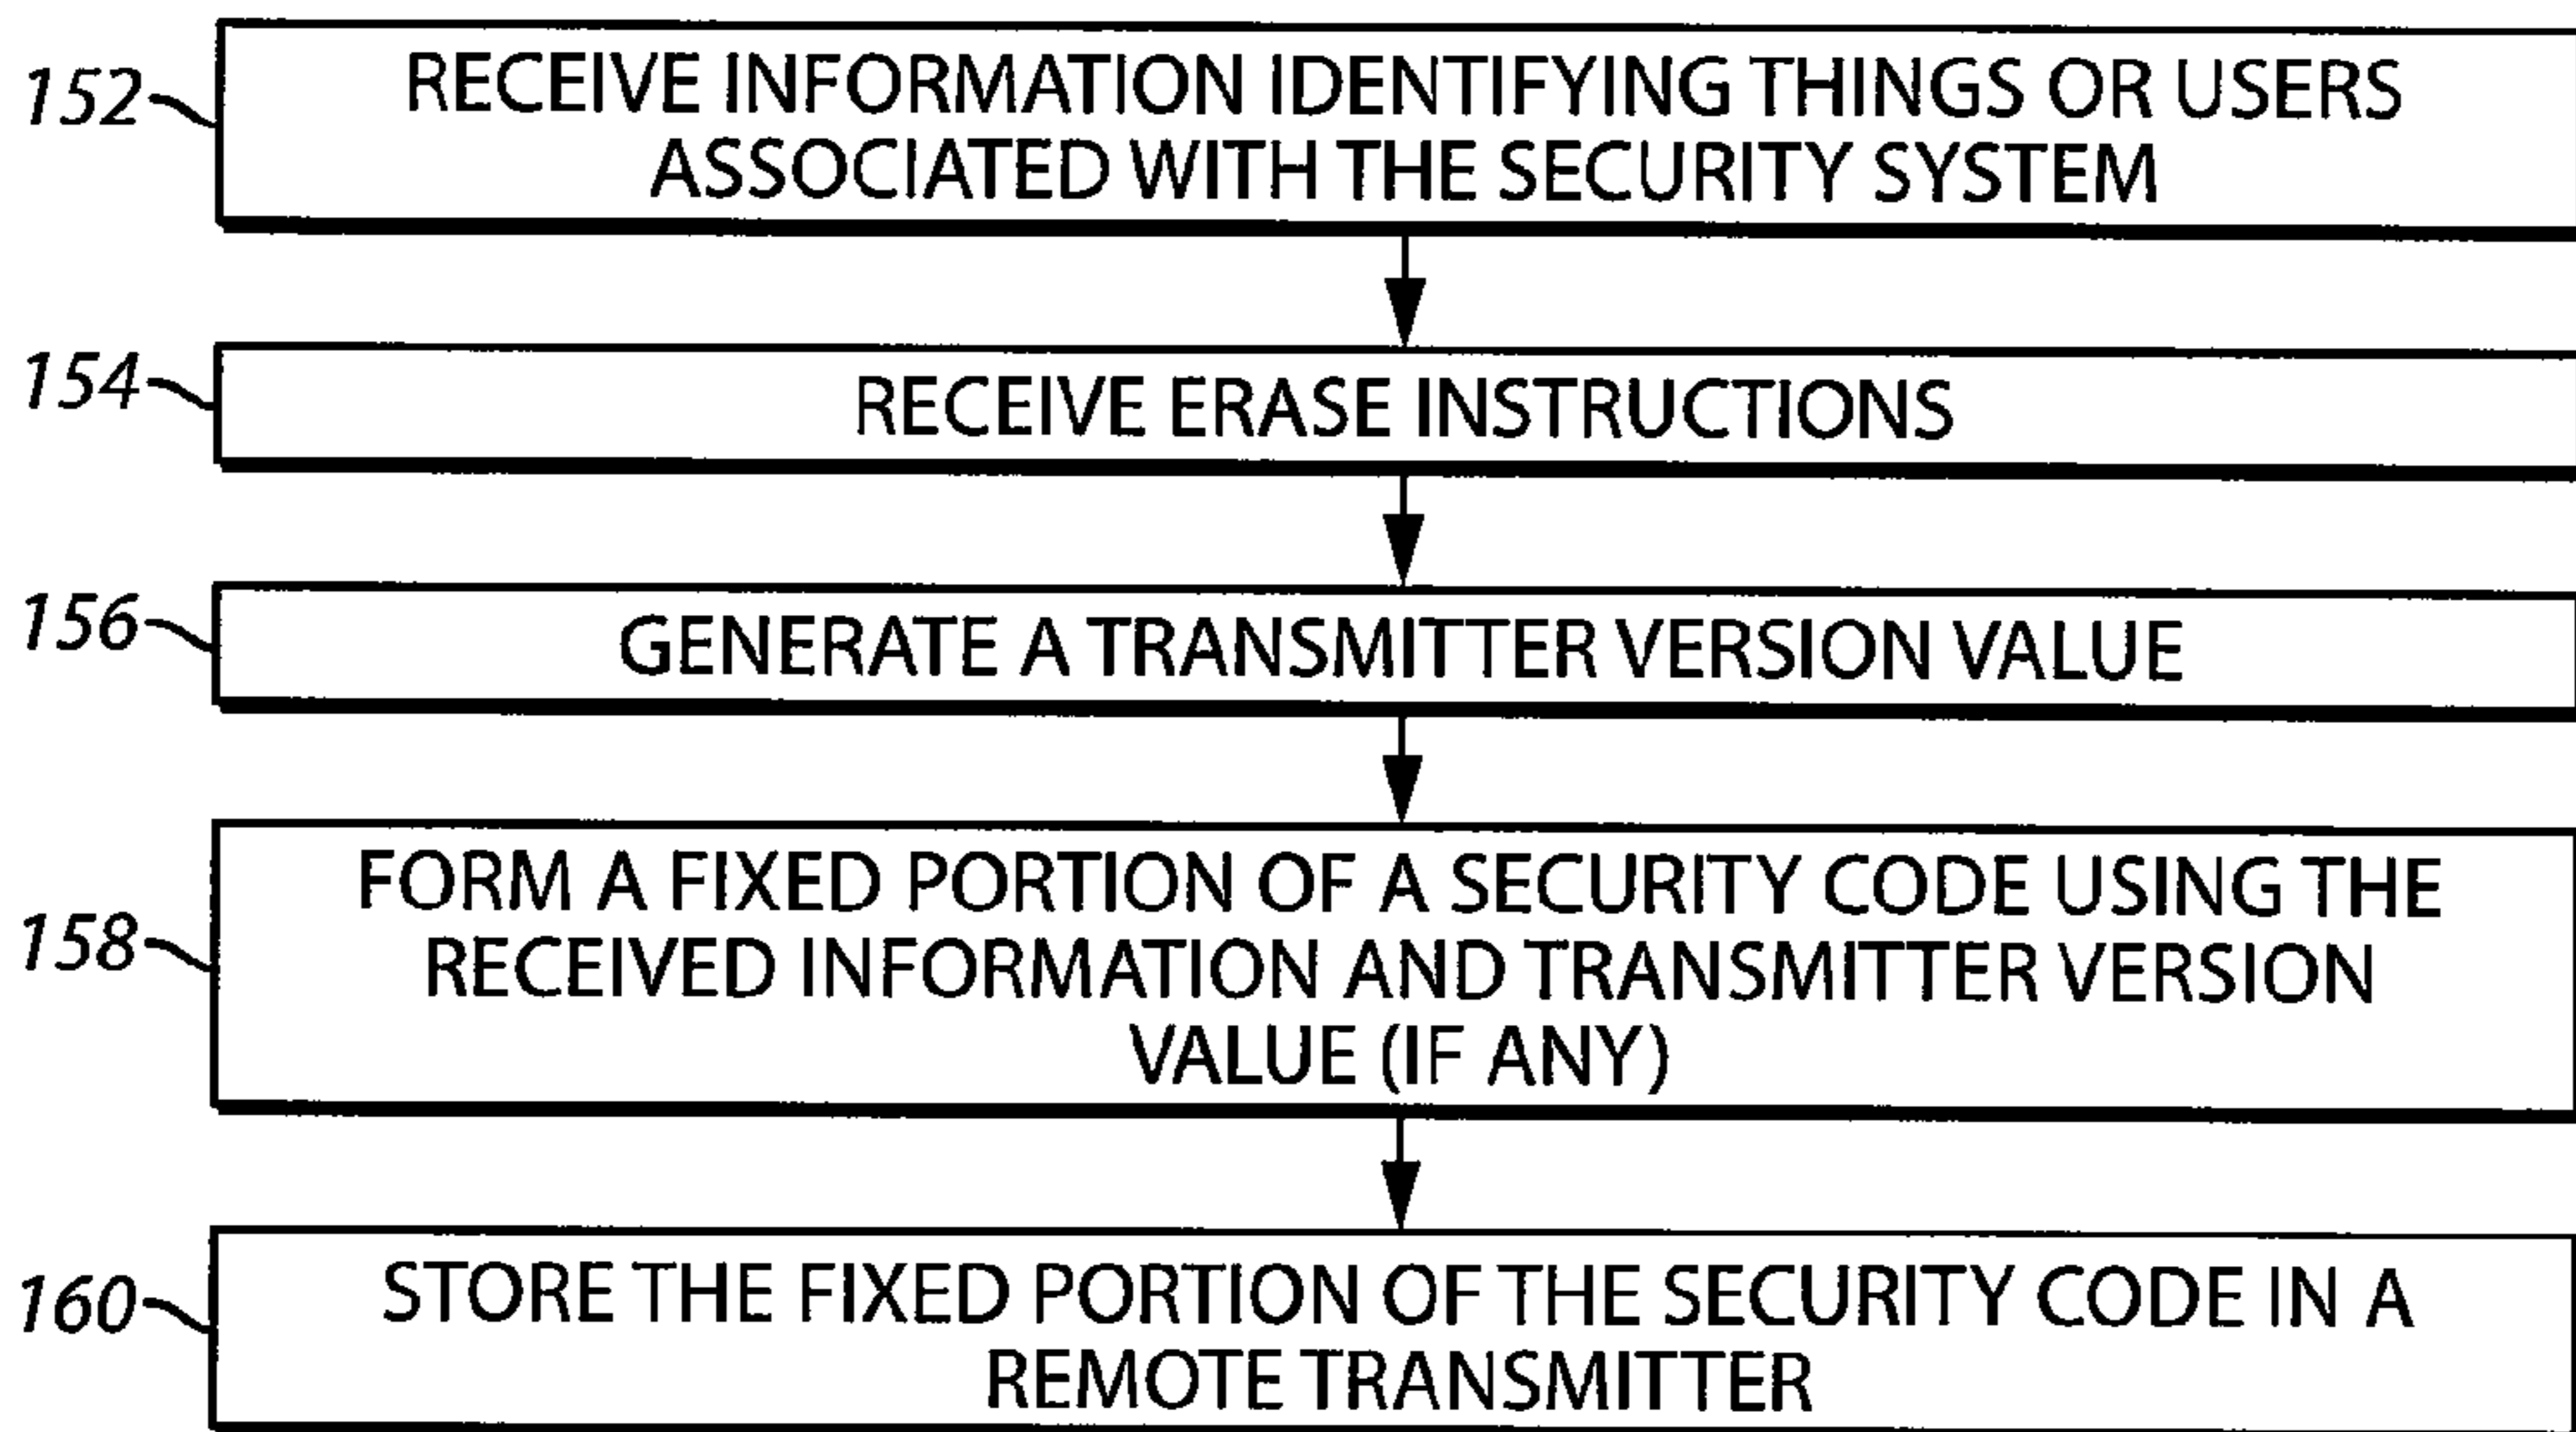 152
RECEIVE INFORMATION IDENTIFYING THINGS OR USERS
ASSOCIATED WITH THE SECURITY SYSTEM
154
RECEIVE ERASE INSTRUCTIONS
156
GENERATE A TRANSMITTER VERSION VALUE
158
FORM A FIXED PORTION OF A SECURITY CODE USING THE
RECEIVED INFORMATION AND TRANSMITTER VERSION
VALUE (IF ANY)
160
STORE THE FIXED PORTION OF THE SECURITY CODE IN A
REMOTE TRANSMITTER